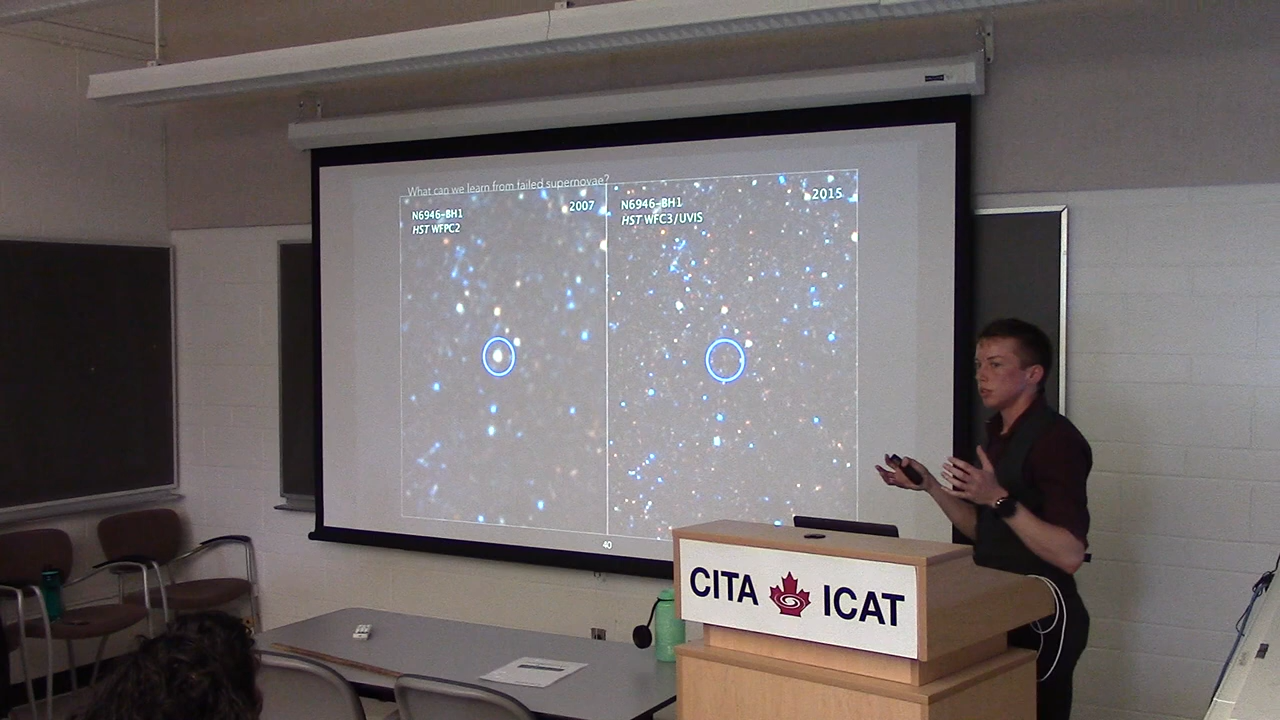 What can we learn from failed supernovae?
N6946-BH1
HST WFPC2
2007
N6946-BH1
HST WFC3/UVIS
2015
40
CITA ICAT